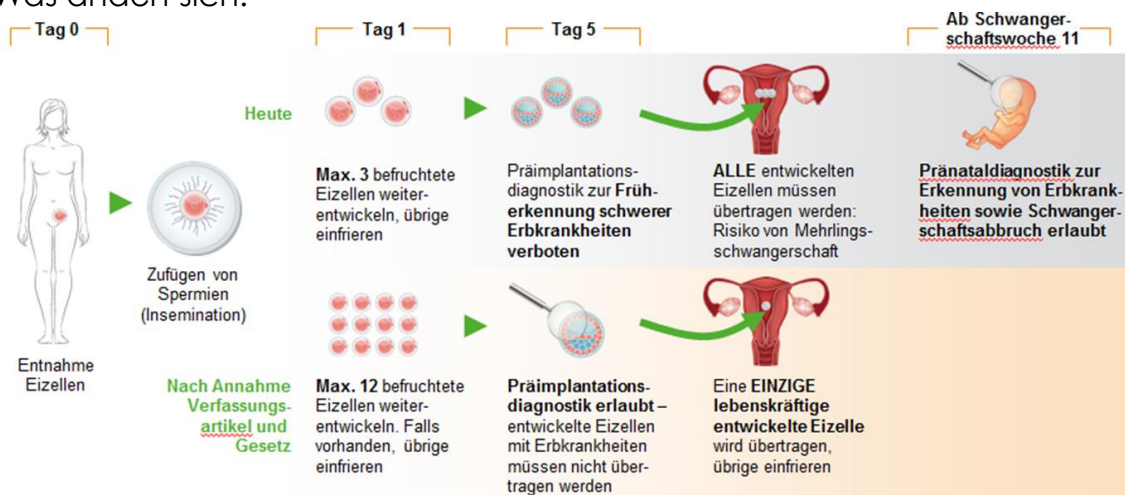 Was ändert sich?
Tag 0
Tag 1
Tag 5
Ab Schwanger-
schaftswoche 11
Heute
Max. 3 befruchtete
Eizellen weiter-
entwickeln, übrige
einfrieren
Präimplantations-
diagnostik zur Früh-
erkennung schwerer
Erbkrankheiten
verboten
ALLE entwickelten
Eizellen müssen
übertragen werden:
Risiko von Mehrlings-
schwangerschaft
Pränataldiagnostik zur
Erkennung von Erbkrank-
heiten sowie Schwanger-
schaftsabbruch erlaubt
Zufügen von
Spermien
(Insemination)
Entnahme
Eizellen
Nach Annahme
Verfassungs-
artikel und
Gesetz
Max. 12 befruchtete
Eizellen weiter-
entwickeln. Falls
vorhanden, übrige
einfrieren
Präimplantations-
diagnostik erlaubt –
entwickelte Eizellen
mit Erbkrankheiten
müssen nicht über-
tragen werden
Eine EINZIGE
lebenskräftige
entwickelte Eizelle
wird übertragen,
übrige einfrieren